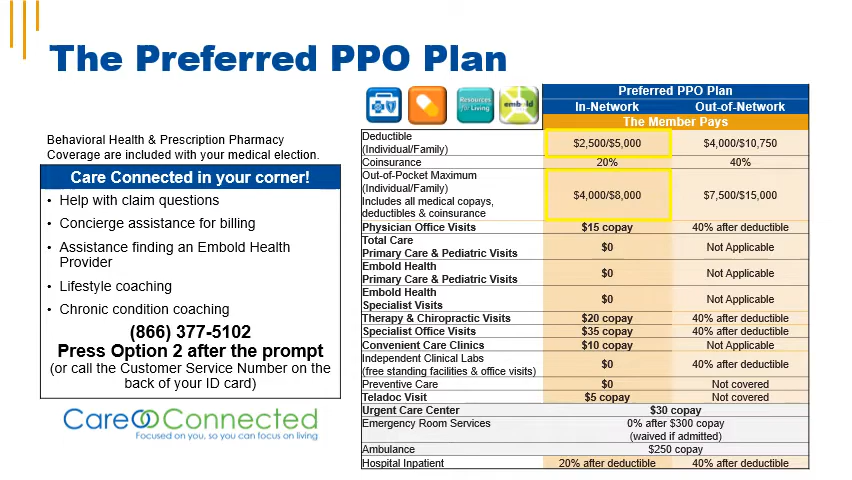 The Preferred PPO Plan
Behavioral Health & Prescription Pharmacy
Coverage are included with your medical election.
Care Connected in your corner!
• Help with claim questions
• Concierge assistance for billing
• Assistance finding an Embold Health
Provider
• Lifestyle coaching
• Chronic condition coaching
(866) 377-5102
Press Option 2 after the prompt
(or call the Customer Service Number on the
back of your ID card)
Care Connected
Focused on you, so you can focus on living
Resources
for Living
embold
Preferred PPO Plan
In-Network Out-of-Network
The Member Pays
Deductible
(Individual/Family) $2,500/$5,000 $4,000/$10,750
Coinsurance 20% 40%
Out-of-Pocket Maximum
(Individual/Family)
Includes all medical copays,
deductibles & coinsurance $4,000/$8,000 $7,500/$15,000
Physician Office Visits $15 copay 40% after deductible
Total Care
Primary Care & Pediatric Visits $0 Not Applicable
Embold Health
Primary Care & Pediatric Visits $0 Not Applicable
Embold Health
Specialist Visits $0 Not Applicable
Therapy & Chiropractic Visits $20 copay 40% after deductible
Specialist Office Visits $35 copay 40% after deductible
Convenient Care Clinics $10 copay Not Applicable
Independent Clinical Labs
(free standing facilities & office visits) $0 40% after deductible
Preventive Care $0 Not covered
Teladoc Visit $5 copay Not covered
Urgent Care Center $30 copay
Emergency Room Services 0% after $300 copay
(waived if admitted)
Ambulance $250 copay
Hospital Inpatient 20% after deductible 40% after deductible